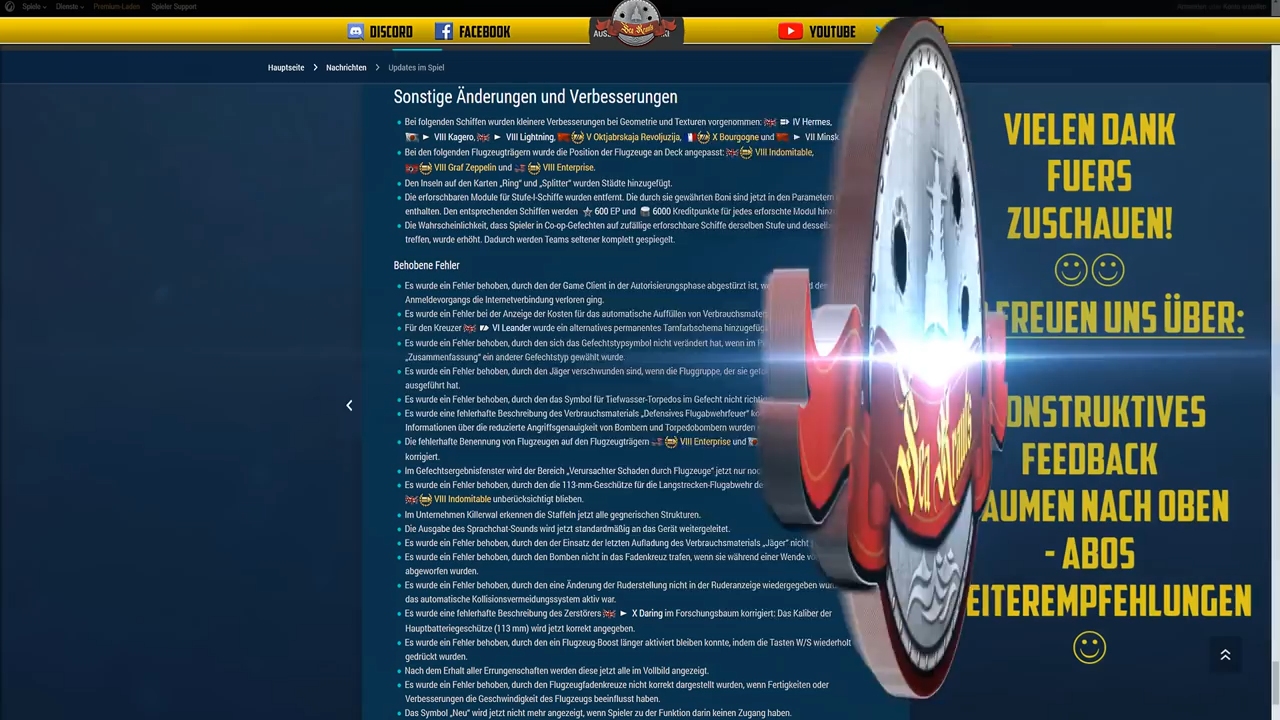 Spiele
Dienste
Premium-Laden
Spieler Support
DISCORD
FACEBOOK
YOUTUBE
Hauptseite
Nachrichten
Updates im Spiel
Sonstige Änderungen und Verbesserungen
Bei folgenden Schiffen wurden kleinere Verbesserungen bei Geometrie und Texturen vorgenommen: IV Hermes,
VIII Kagero, VIII Lightning, V Oktjabrskaja Revoljuzija, X Bourgogne und VII Minsk
Bei den folgenden Flugzeugträgern wurde die Position der Flugzeuge an Deck angepasst: VIII Indomitable,
VIII Graf Zeppelin und VIII Enterprise.
Den Inseln auf den Karten „Ring“ und „Splitter“ wurden Städte hinzugefügt.
Die erforschbaren Module für Stufe-I-Schiffe wurden entfernt. Die durch sie gewährten Boni sind jetzt in den Parametern
enthalten. Den entsprechenden Schiffen werden 600 EP und 6000 Kreditpunkte für jedes erforschte Modul
Die Wahrscheinlichkeit, dass Spieler in Co-op-Gefechten auf zufällige erforschbare Schiffe derselben Stufe und
treffen, wurde erhöht. Dadurch werden Teams seltener komplett gespiegelt.
Behobene Fehler
Es wurde ein Fehler behoben, durch den der Game Client in der Autorisierungsphase abgestürzt ist,
Anmeldevorgangs die Internetverbindung verloren ging.
Es wurde ein Fehler bei der Anzeige der Kosten für das automatische Auffüllen von
Für den Kreuzer VI Leander wurde ein alternatives permanentes Tarnfarbschema
Es wurde ein Fehler behoben, durch den sich das Gefechtstypsymbol nicht verändert hat, wenn im
„Zusammenfassung“ ein anderer Gefechtstyp gewählt wurde.
Es wurde ein Fehler behoben, durch den Jäger verschwunden sind, wenn die Fluggruppe, der sie
ausgeführt hat.
Es wurde ein Fehler behoben, durch den das Symbol für Tiefwasser-Torpedos im Gefecht nicht
Es wurde eine fehlerhafte Beschreibung des Verbrauchsmaterials „Defensives Flugabwehrfeuer“
Informationen über die reduzierte Angriffsgenauigkeit von Bombern und Torpedobombern wurden
Die fehlerhafte Benennung von Flugzeugen auf den Flugzeugträgern VIII Enterprise und
korrigiert.
Im Gefechtsergebnisfenster wird der Bereich „Verursachter Schaden durch Flugzeuge“ jetzt nur
Es wurde ein Fehler behoben, durch den die 113-mm-Geschütze für die Langstrecken-Flugabwehr
VIII Indomitable unberücksichtigt blieben.
Im Unternehmen Killerwal erkennen die Staffeln jetzt alle gegnerischen Strukturen.
Die Ausgabe des Sprachchat-Sounds wird jetzt standardmäßig an das Gerät weitergeleitet.
Es wurde ein Fehler behoben, durch den der Einsatz der letzten Aufladung des Verbrauchsmaterials „Jäger“ nicht
Es wurde ein Fehler behoben, durch den Bomben nicht in das Fadenkreuz trafen, wenn sie während einer Wende
abgeworfen wurden.
Es wurde ein Fehler behoben, durch den eine Änderung der Ruderstellung nicht in der Ruderanzeige wiedergegeben
das automatische Kollisionsvermeidungssystem aktiv war.
Es wurde eine fehlerhafte Beschreibung des Zerstörers X Daring im Forschungsbaum korrigiert: Das Kaliber der
Hauptbatteriegeschütze (113 mm) wird jetzt korrekt angegeben.
Es wurde ein Fehler behoben, durch den ein Flugzeug-Boost länger aktiviert bleiben konnte, indem die Tasten W/S wiederholt
gedrückt wurden.
Nach dem Erhalt aller Errungenschaften werden diese jetzt alle im Vollbild angezeigt.
Es wurde ein Fehler behoben, durch den Flugzeugfadenkreuze nicht korrekt dargestellt wurden, wenn Fertigkeiten oder
Verbesserungen die Geschwindigkeit des Flugzeugs beeinflusst haben.
Das Symbol „Neu“ wird jetzt nicht mehr angezeigt, wenn Spieler zu der Funktion darin keinen Zugang haben.
VIELEN DANK
FUERS
ZUSCHAUEN!
FREUEN UNS ÜBER:
ONSTRUKTIVES
FEEDBACK
AUMEN NACH OBEN
- ABOS
EITEREMPFEHLUNGEN